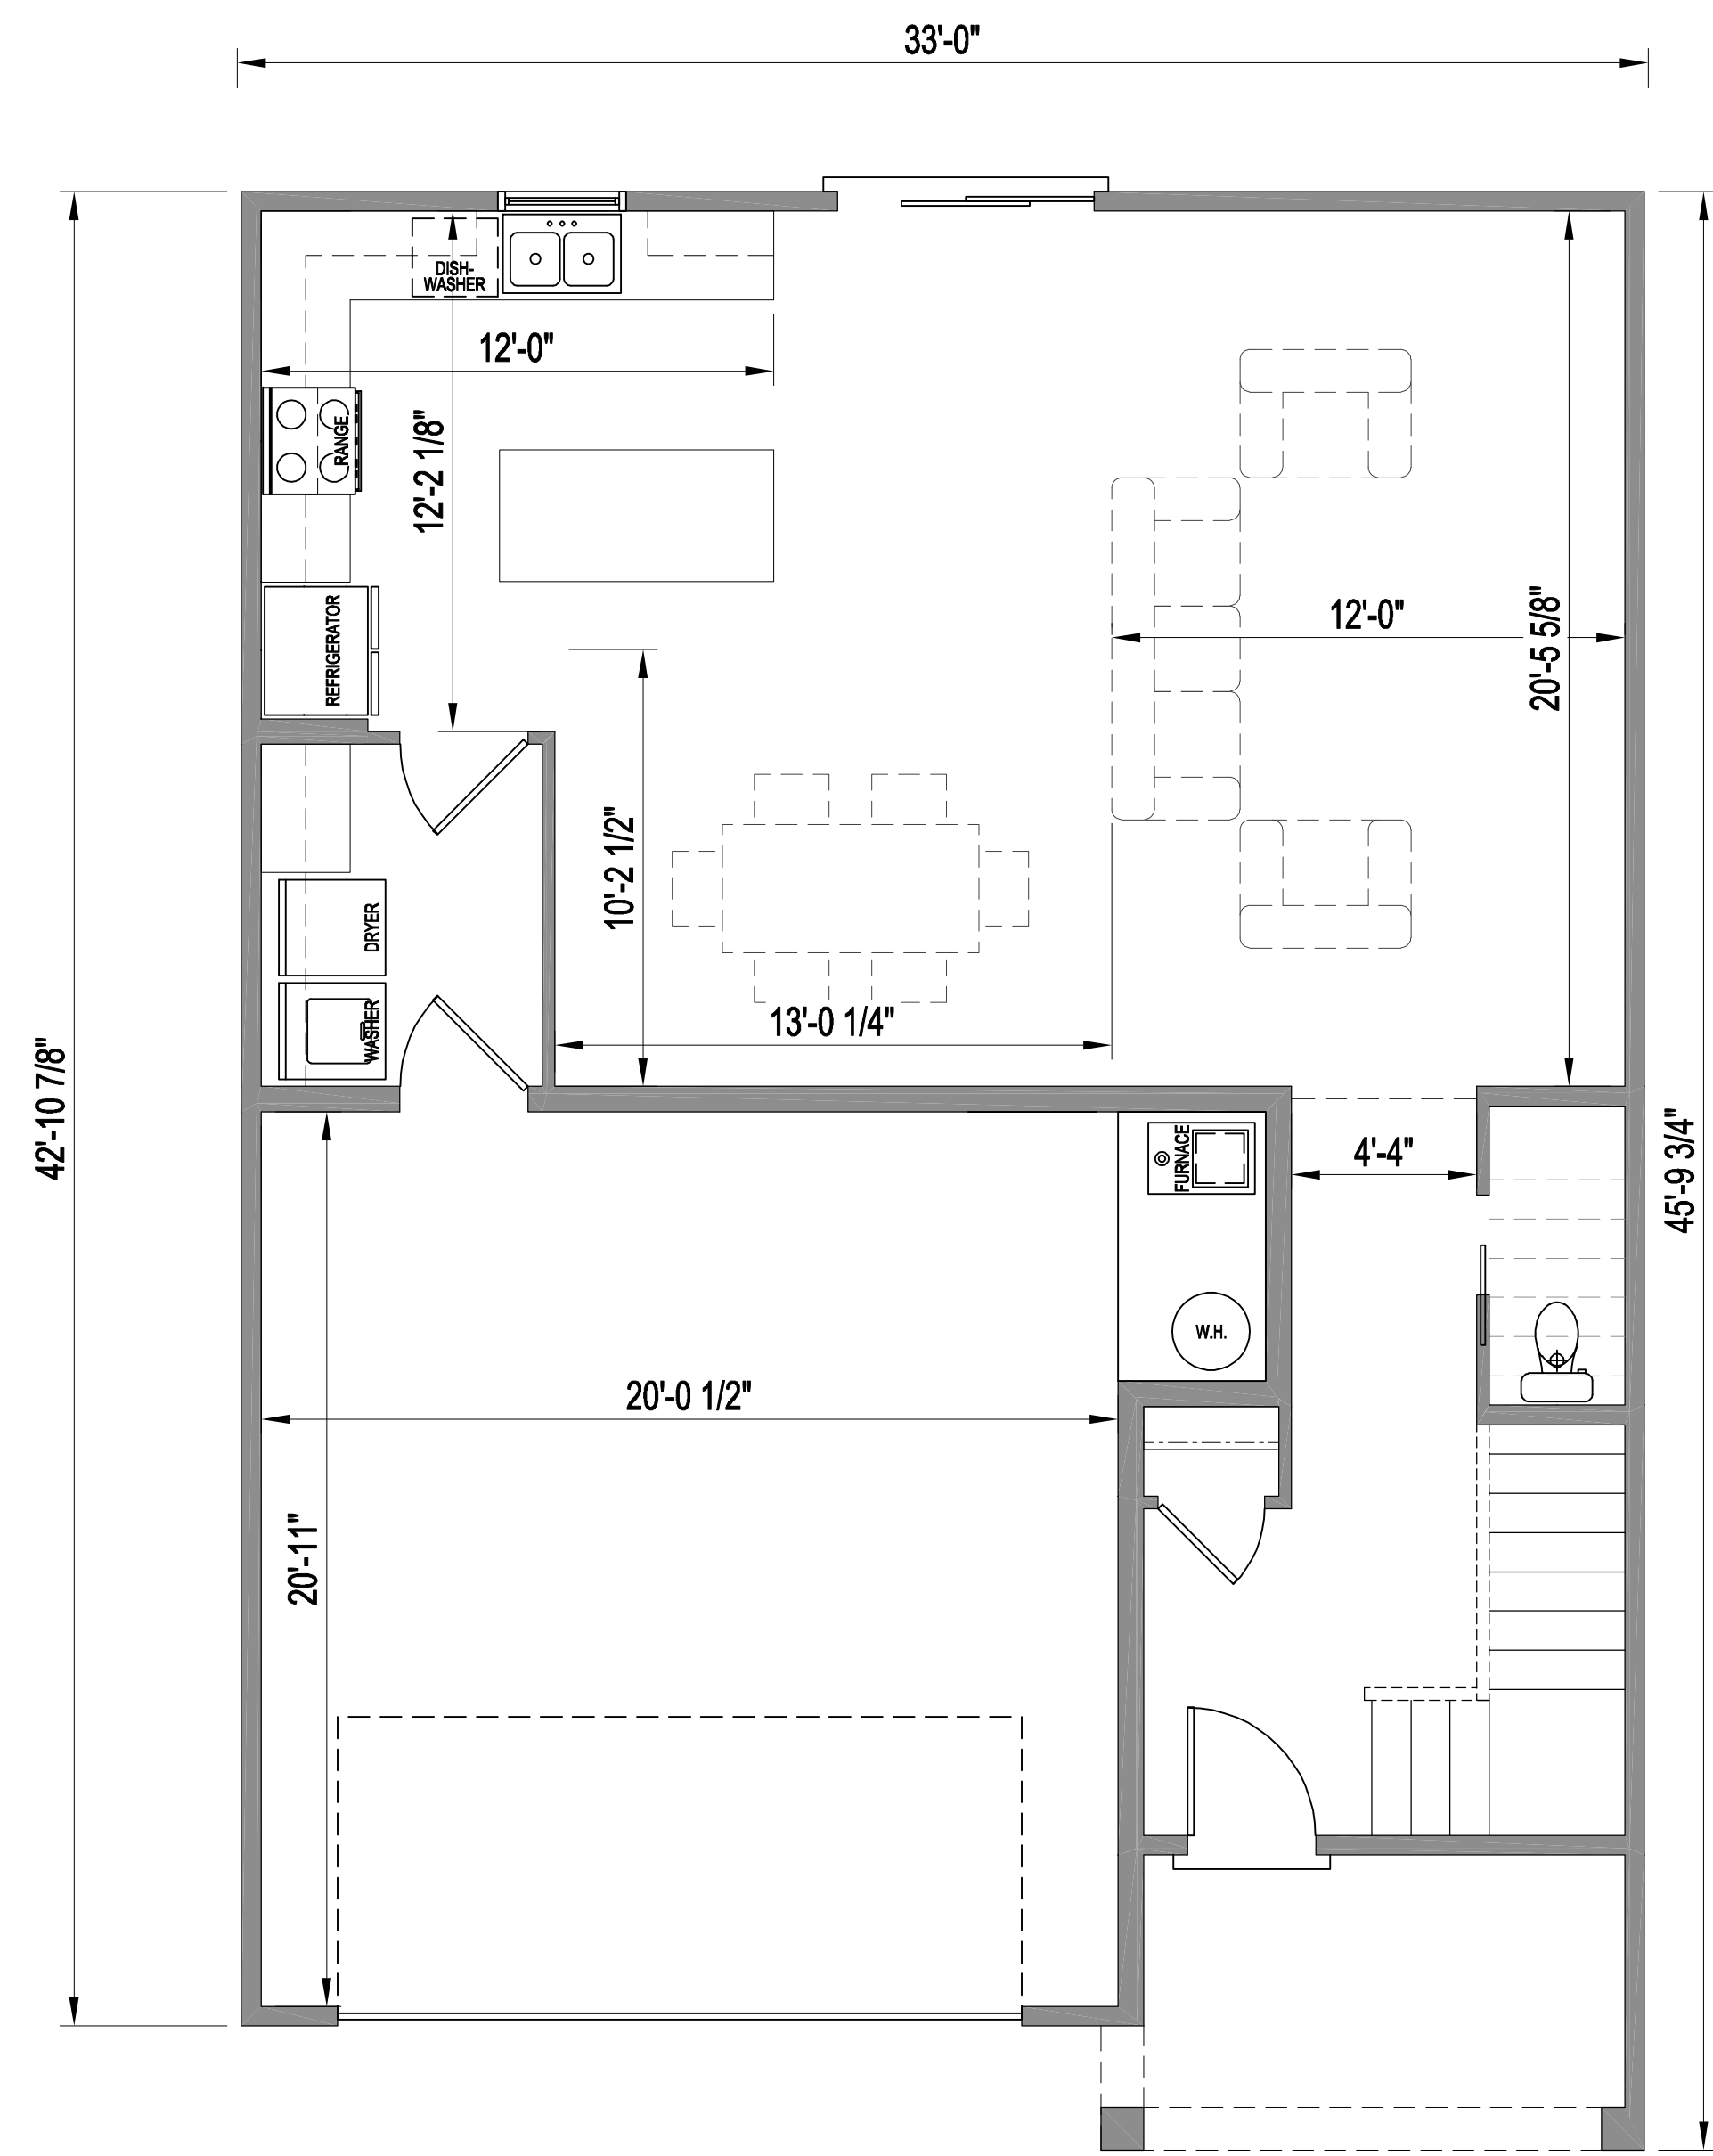 33'-0"
DISH-
WASHER
12'-0"
RANGE
12'-2 1/8"
REFRIGERATOR
12'-0"
20'-5 5/8"
10'-2 1/2"
DRYER
WASHER
13'-0 1/4"
42'-10 7/8"
FURNACE
4'-4"
45'-9 3/4"
W.H.
20'-0 1/2"
20'-11"